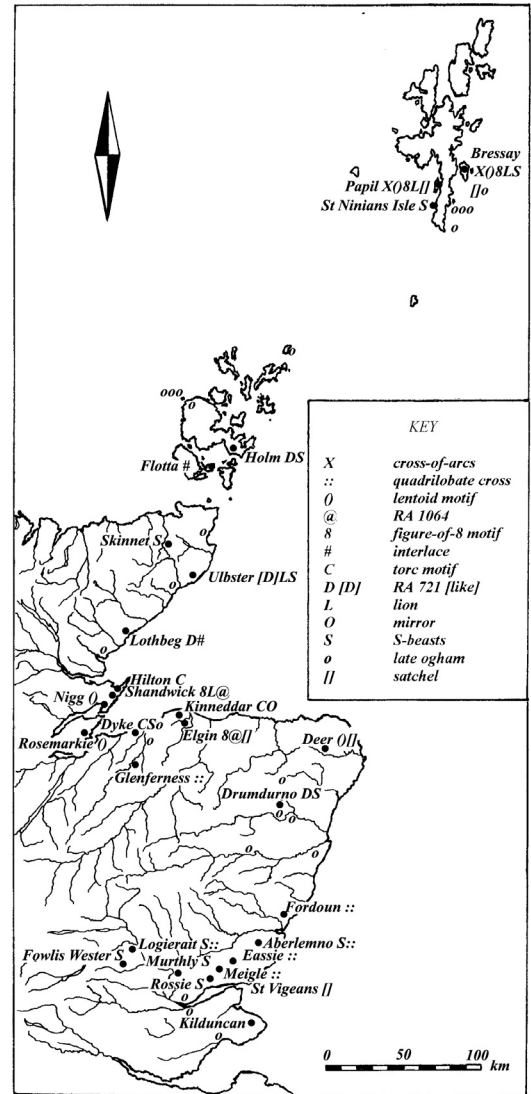 Bressay
X()8LS
Papil X()8L[]
[]o
St Ninians Isle S
ooo
o
o
ooo
o
Holm DS
Flotta #
KEY
X cross-of-arcs
:: quadrilobate cross
() lentoid motif
@ RA 1064
8 figure-of-8 motif
# interlace
C torc motif
D [D] RA 721 [like]
L lion
O mirror
S S-beasts
o late ogham
[] satchel
o
Skinnet S
Ulbster [D]LS
o
Lothbeg D#
o
Hilton C
Shandwick 8L@
Nigg ()
Kinneddar CO
Dyke CSo
Elgin 8@[]
Rosemarkie ()
o
Deer ()[]
Glenferness ::
o
Drumdurno DS
o o
o o
Fordoun ::
Logierait S::
Aberlemno S::
Fowlis Wester S
Murthly S
Eassie ::
Meigle ::
Rossie S
St Vigeans []
o
o
Kilduncan
o
0 50 100
km